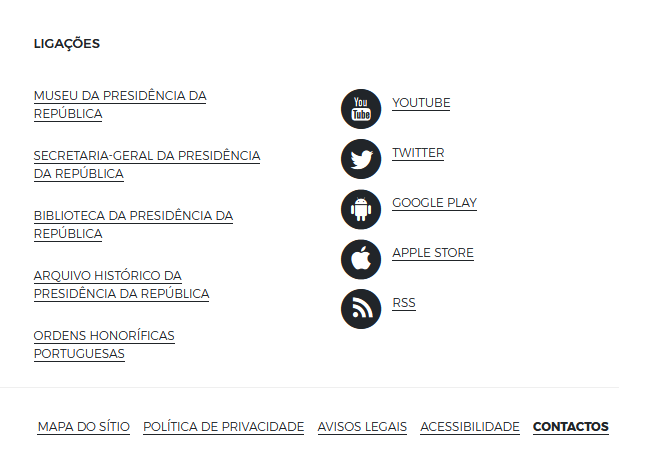 LIGAÇÕES
MUSEU DA PRESIDÊNCIA DA
REPÚBLICA
SECRETARIA-GERAL DA PRESIDÊNCIA
DA REPÚBLICA
BIBLIOTECA DA PRESIDÊNCIA DA
REPÚBLICA
ARQUIVO HISTÓRICO DA
PRESIDÊNCIA DA REPÚBLICA
ORDENS HONORÍFICAS
PORTUGUESAS
You
Tube
YOUTUBE
TWITTER
GOOGLE PLAY
APPLE STORE
RSS
MAPA DO SÍTIO POLÍTICA DE PRIVACIDADE AVISOS LEGAIS ACESSIBILIDADE CONTACTOS